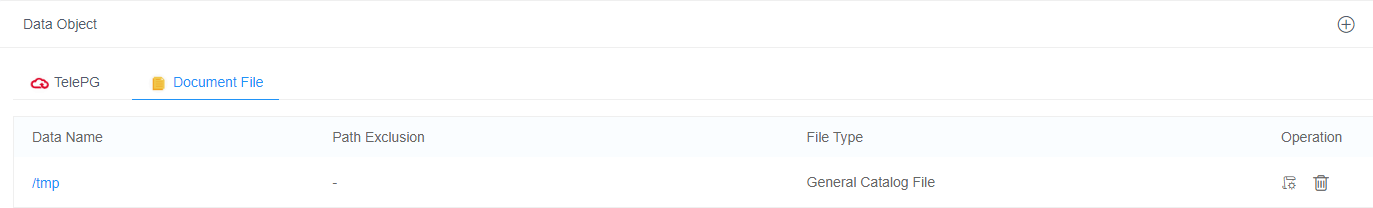 Data Object
TelePG Document File
Data Name Path Exclusion File Type Operation
/tmp - General Catalog File